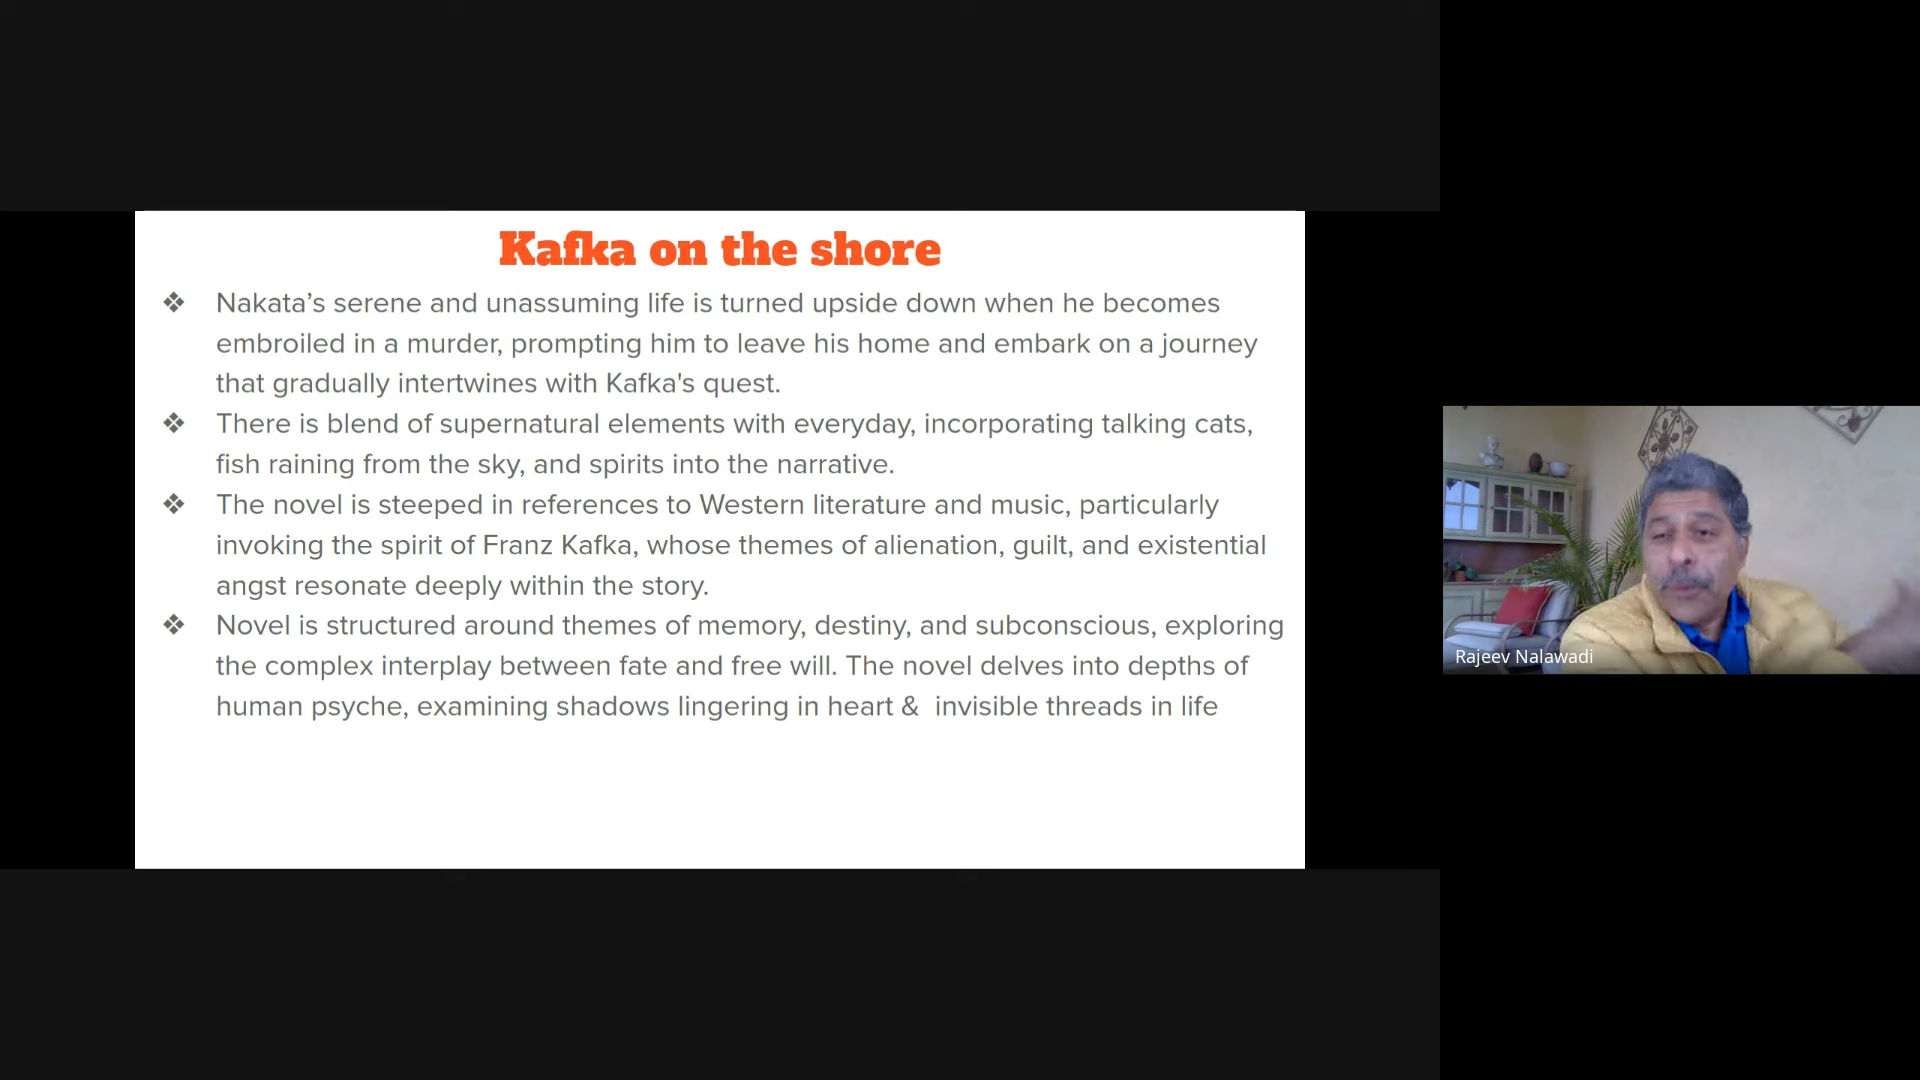 Kafka on the shore
❖ Nakata’s serene and unassuming life is turned upside down when he becomes
embroiled in a murder, prompting him to leave his home and embark on a journey
that gradually intertwines with Kafka's quest.
❖ There is blend of supernatural elements with everyday, incorporating talking cats,
fish raining from the sky, and spirits into the narrative.
❖ The novel is steeped in references to Western literature and music, particularly
invoking the spirit of Franz Kafka, whose themes of alienation, guilt, and existential
angst resonate deeply within the story.
❖ Novel is structured around themes of memory, destiny, and subconscious, exploring
the complex interplay between fate and free will. The novel delves into depths of
human psyche, examining shadows lingering in heart &  invisible threads in life
Rajeev Nalawadi